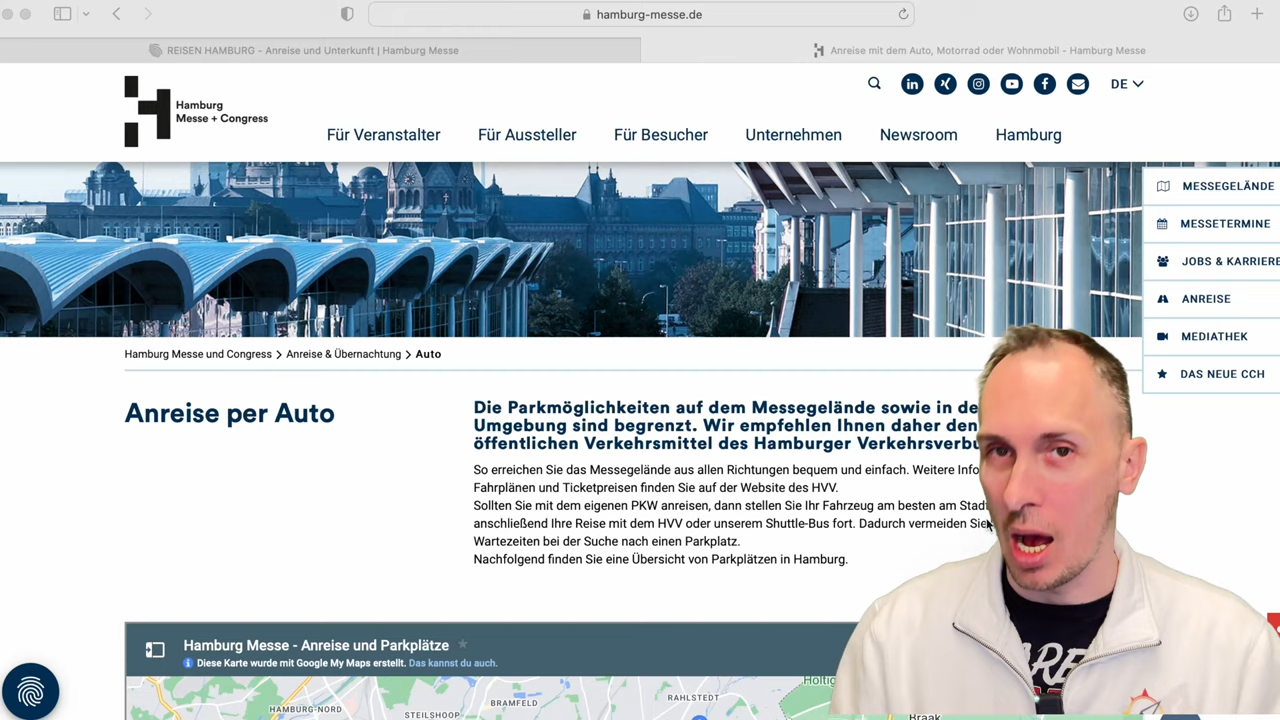 hamburg-messe.de
REISEN HAMBURG - Anreise und Unterkunft | Hamburg Messe
Anreise mit dem Auto, Motorrad oder Wohnmobil - Hamburg Messe
DE
Hamburg
Messe + Congress
Für Veranstalter
Für Aussteller
Für Besucher
Unternehmen
Newsroom
Hamburg
MESSEGELÄNDE
MESSETERMINE
JOBS & KARRIERE
ANREISE
MEDIATHEK
DAS NEUE CCH
Hamburg Messe und Congress > Anreise & Übernachtung > Auto
Anreise per Auto
Die Parkmöglichkeiten auf dem Messegelände sowie in de
Umgebung sind begrenzt. Wir empfehlen Ihnen daher den
öffentlichen Verkehrsmittel des Hamburger Verkehrsverbu
So erreichen Sie das Messegelände aus allen Richtungen bequem und einfach. Weitere Info
Fahrplänen und Ticketpreisen finden Sie auf der Website des HVV.
Sollten Sie mit dem eigenen PKW anreisen, dann stellen Sie Ihr Fahrzeug am besten am Stad
anschließend Ihre Reise mit dem HVV oder unserem Shuttle-Bus fort. Dadurch vermeiden Sie
Wartezeiten bei der Suche nach einen Parkplatz.
Nachfolgend finden Sie eine Übersicht von Parkplätzen in Hamburg.
Hamburg Messe - Anreise und Parkplätze
Diese Karte wurde mit Google My Maps erstellt. Das kannst du auch.
HAMBURG-NORD
STEILSHOOP
BRAMFELD
RAHLSTEDT
Holtig
Braak